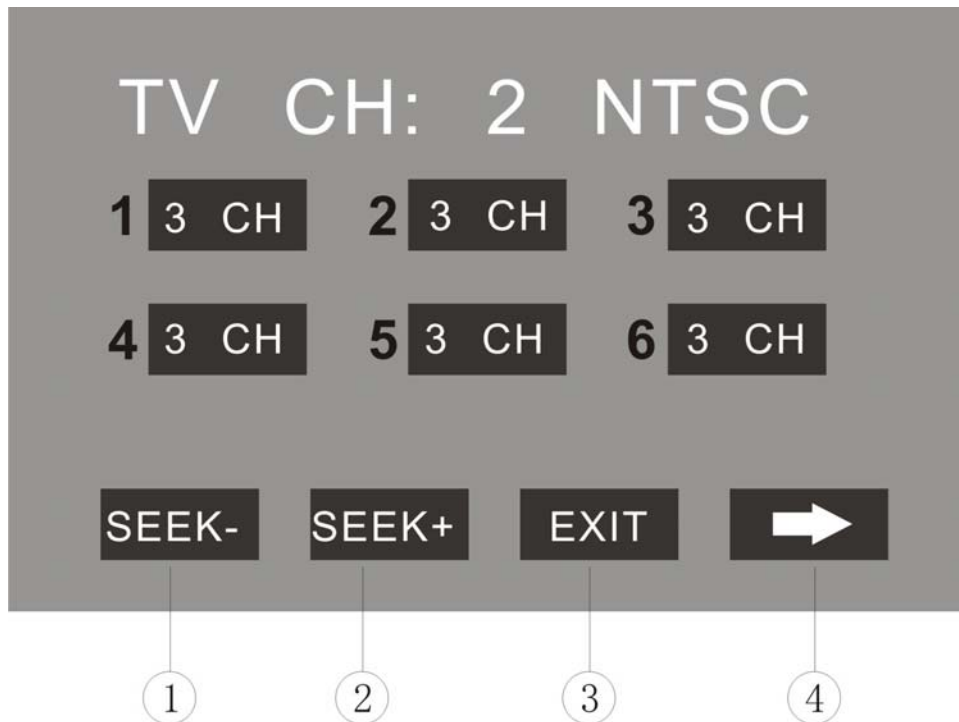 TV CH: 2 NTSC
1 3 CH 2 3 CH 3 3 CH
4 3 CH 5 3 CH 6 3 CH
SEEK- SEEK+ EXIT
① ② ③ ④